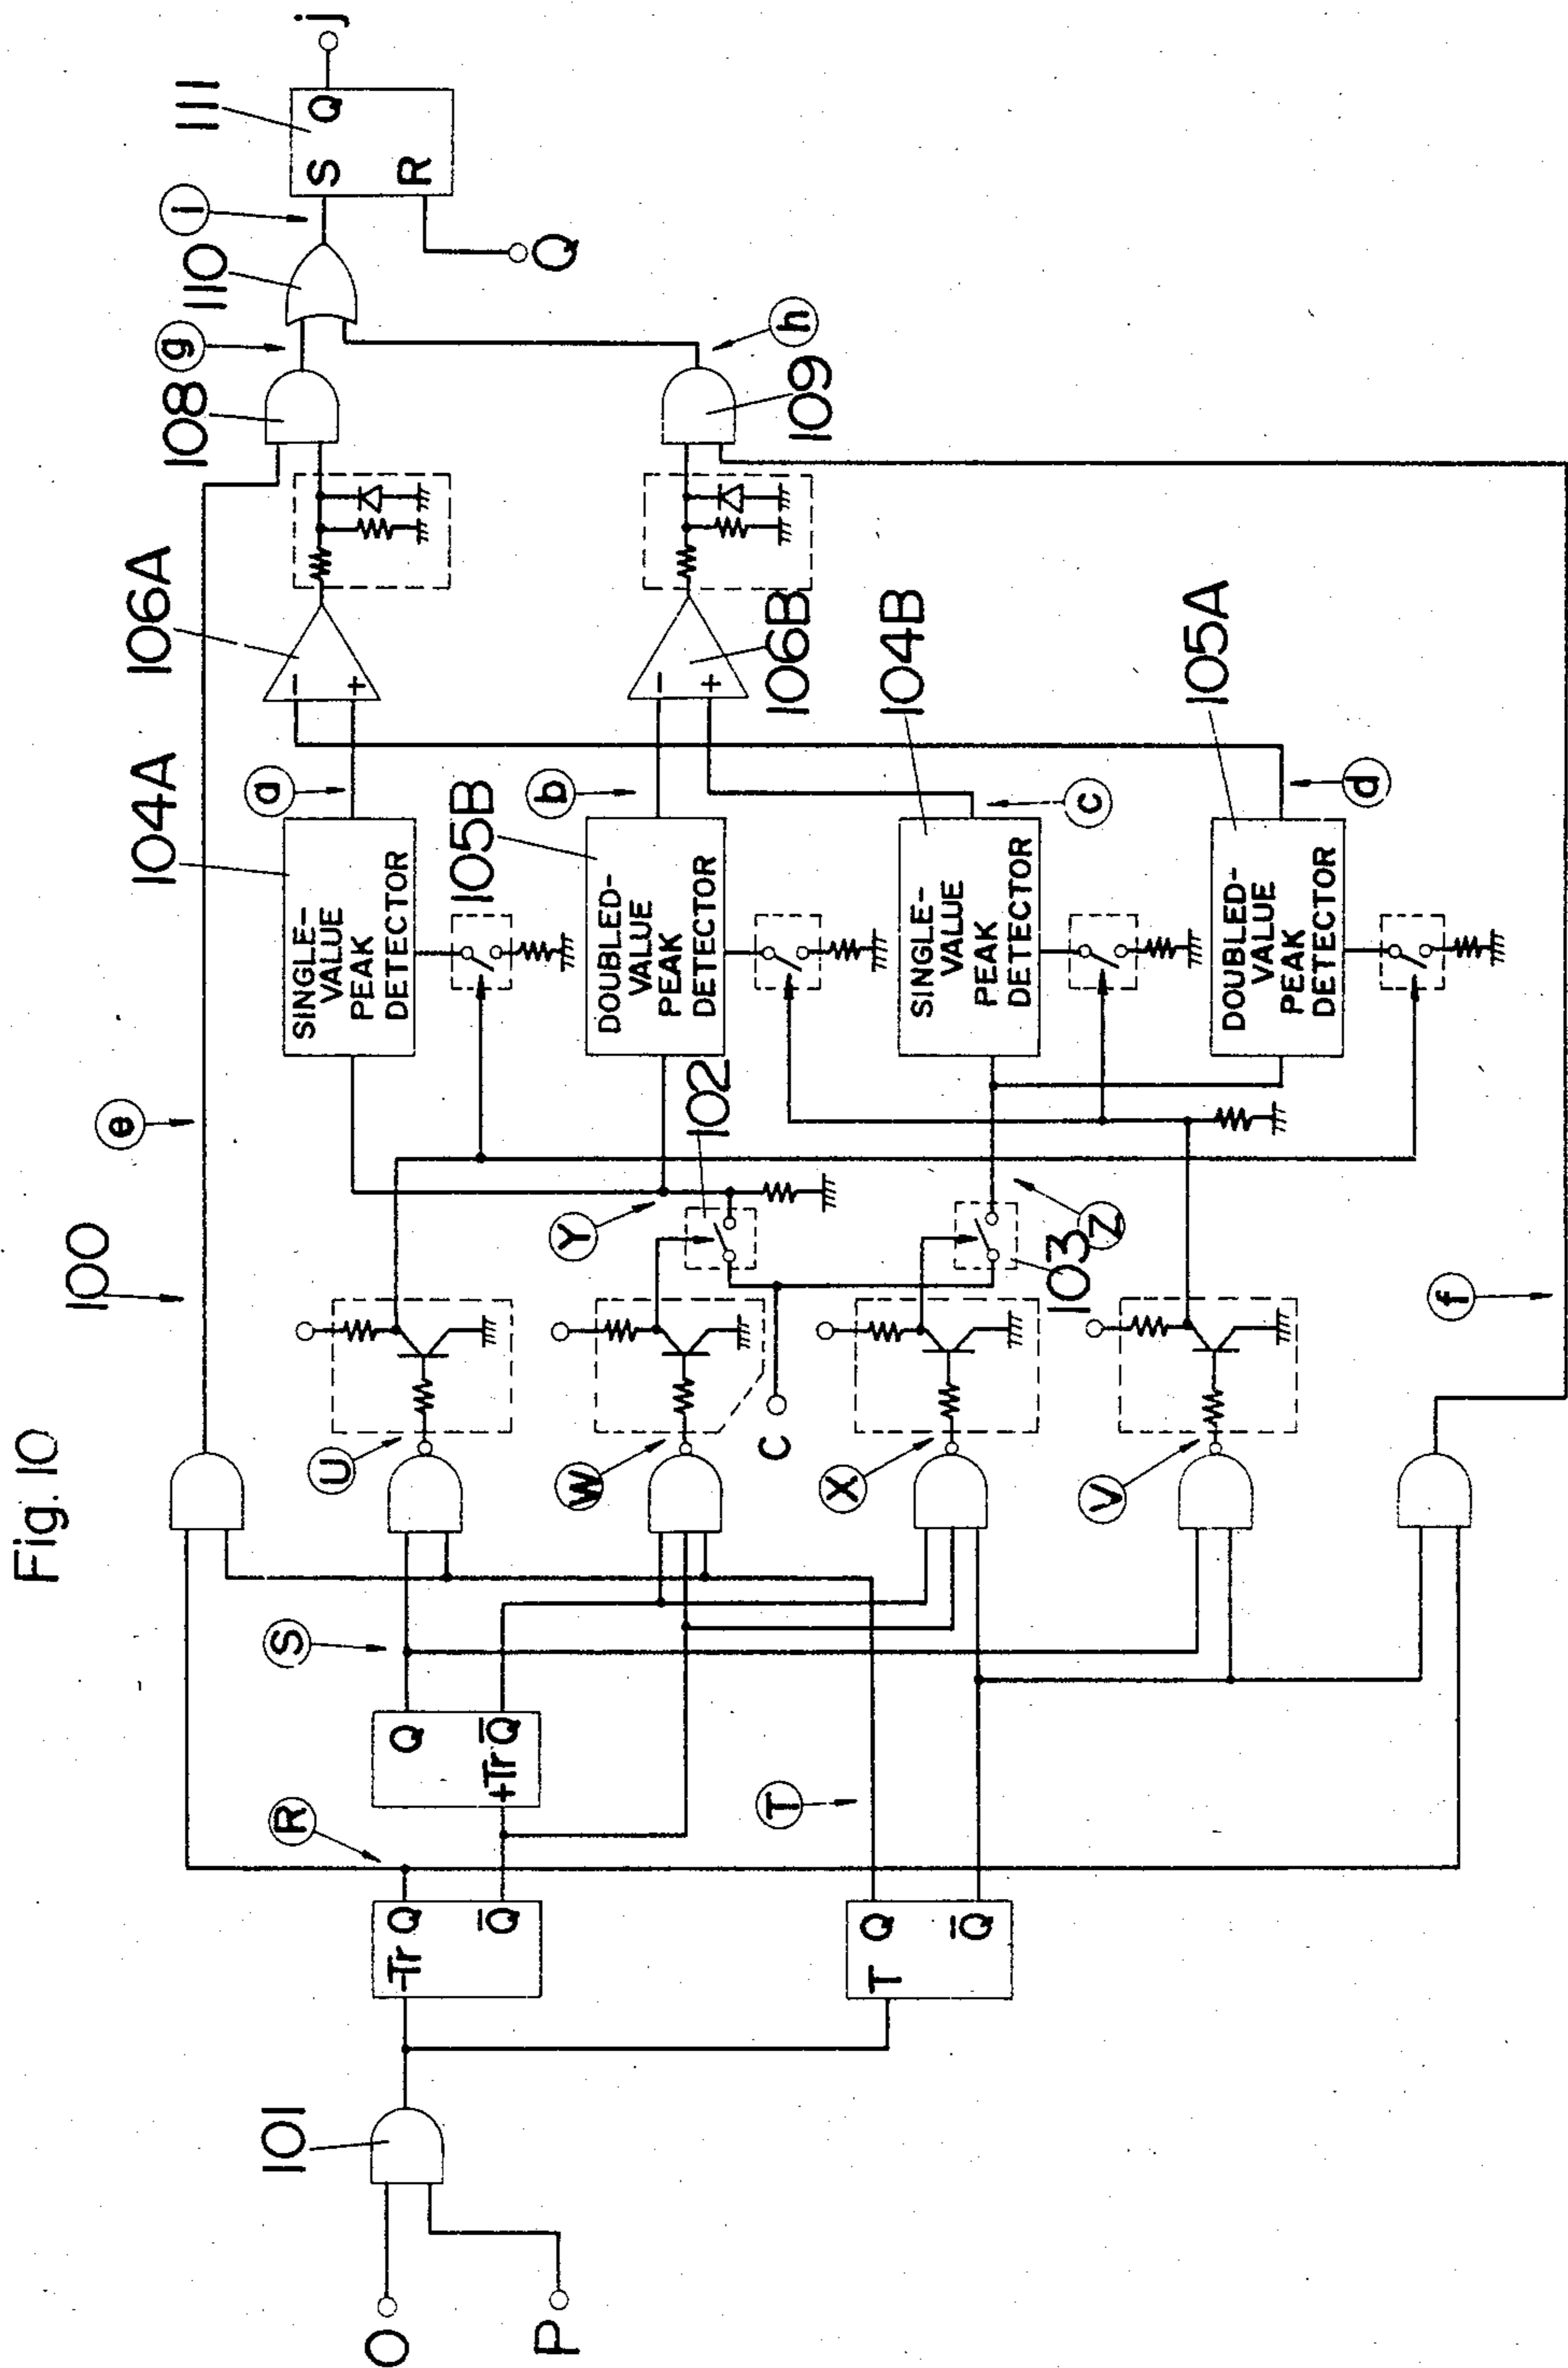 Fig. 10
100
O
P
101
R
-Tr Q
Q̄
T Q
Q̄
T
Q
+Tr Q̄
S
U
W
X
V
C
e
f
Y
102
103
Z
104A
SINGLE-
VALUE
PEAK
DETECTOR
a
105B
DOUBLED-
VALUE
PEAK
DETECTOR
b
104B
SINGLE-
VALUE
PEAK
DETECTOR
c
105A
DOUBLED-
VALUE
PEAK
DETECTOR
d
106A
-
+
106B
-
+
108
g
109
h
110
i
111
S Q
R
Q
j